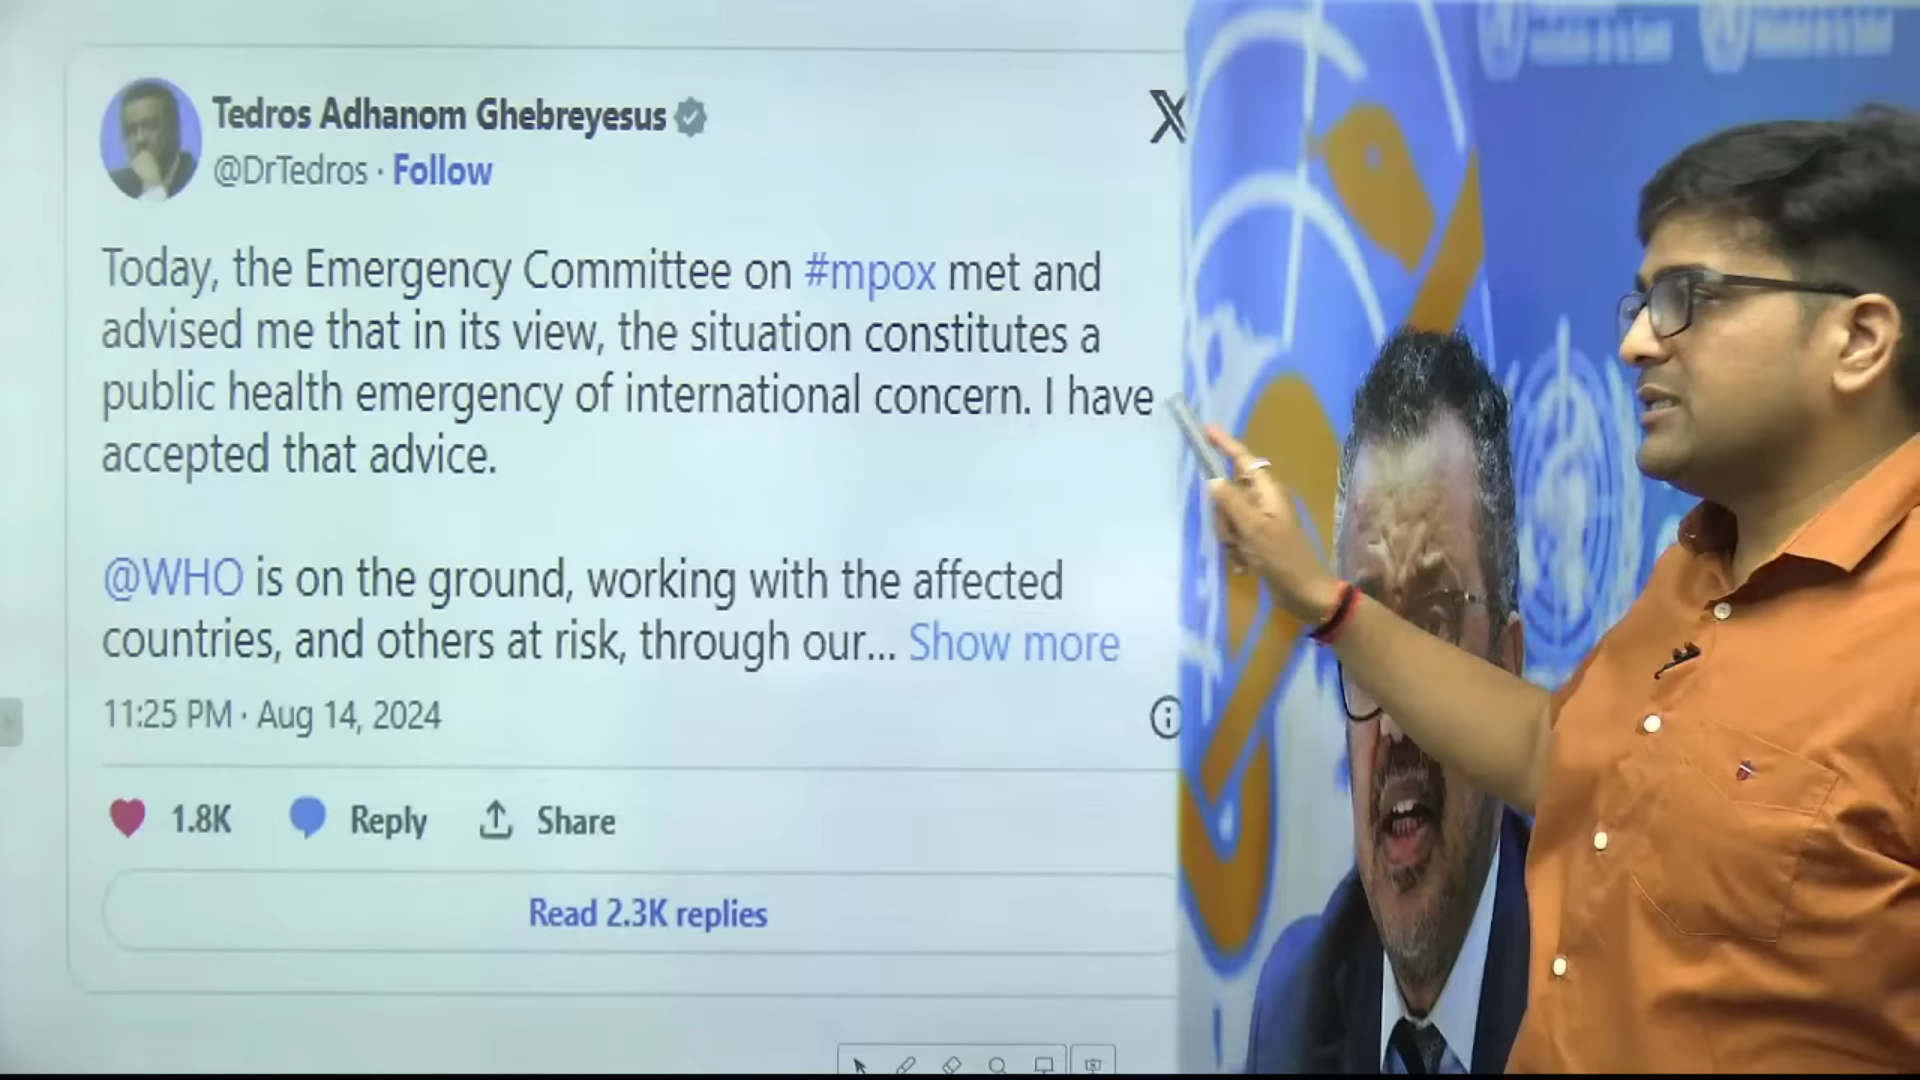 Tedros Adhanom Ghebreyesus
@DrTedros · Follow
Today, the Emergency Committee on #mpox met and
advised me that in its view, the situation constitutes a
public health emergency of international concern. I have
accepted that advice.
@WHO is on the ground, working with the affected
countries, and others at risk, through our... Show more
11:25 PM · Aug 14, 2024
1.8K Reply Share
Read 2.3K replies